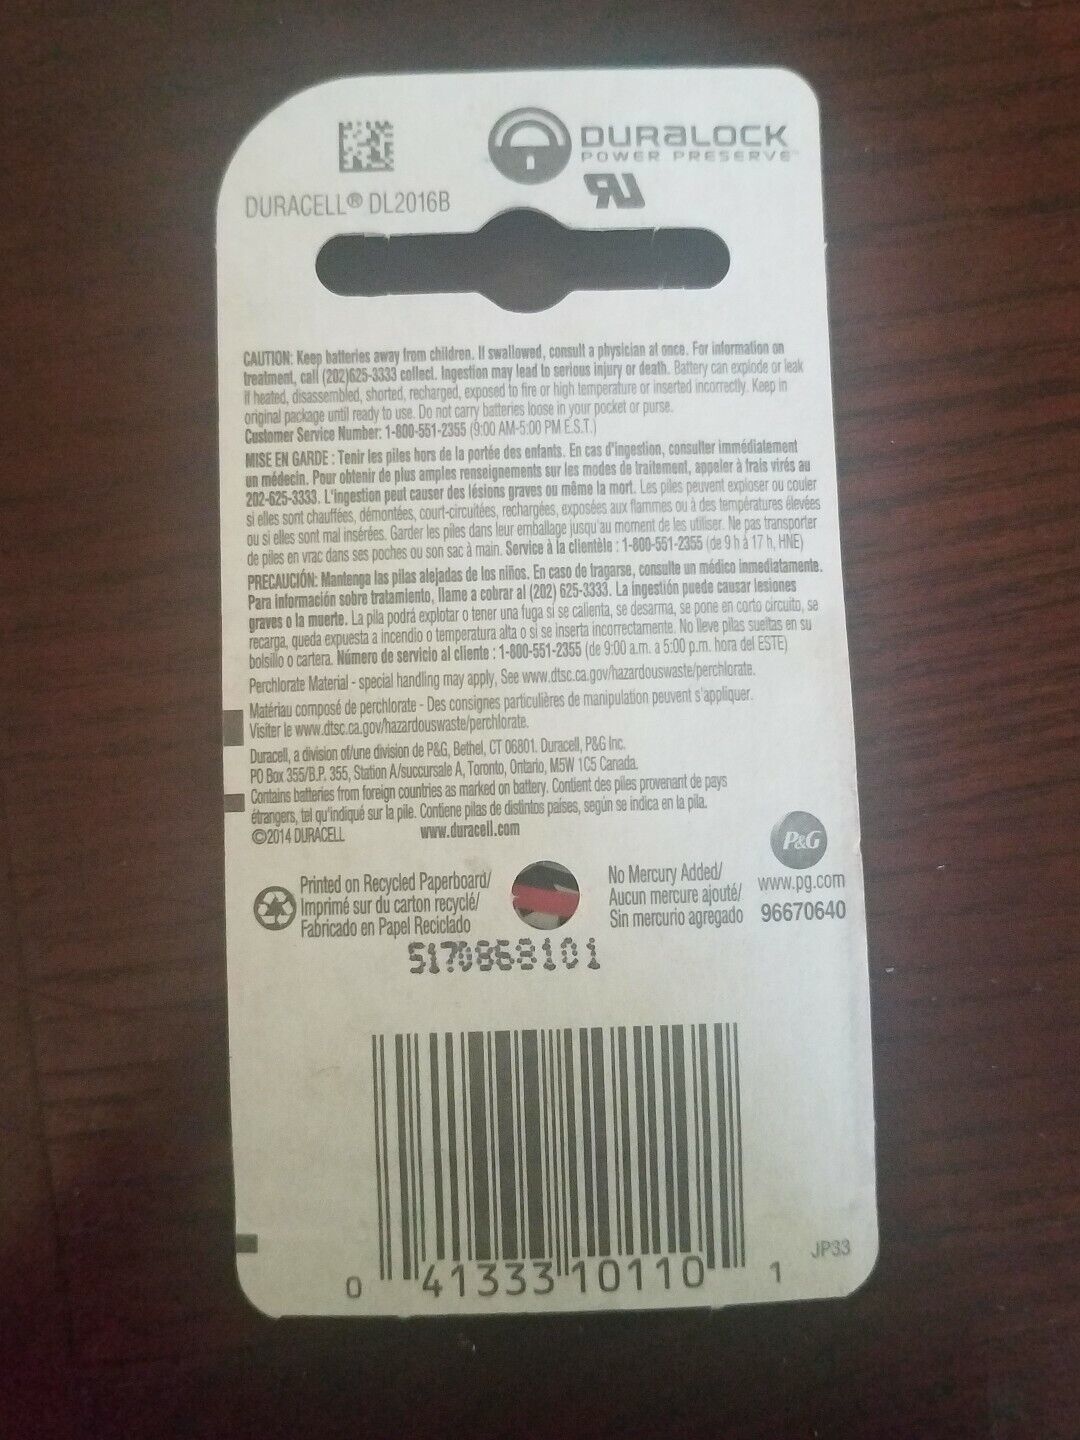 DURALOCK
POWER PRESERVE™
DURACELL® DL2016B
CAUTION: Keep batteries away from children. If swallowed, consult a physician at once. For information on
treatment, call (202)625-3333 collect. Ingestion may lead to serious injury or death. Battery can explode or leak
if heated, disassembled, shorted, recharged, exposed to fire or high temperature or inserted incorrectly. Keep in
original package until ready to use. Do not carry batteries loose in your pocket or purse.
Customer Service Number: 1-800-551-2355 (9:00 AM-5:00 PM E.S.T.)
MISE EN GARDE : Tenir les piles hors de la portée des enfants. En cas d'ingestion, consulter immédiatement
un médecin. Pour obtenir de plus amples renseignements sur les modes de traitement, appeler à frais virés au
202-625-3333. L'ingestion peut causer des lésions graves ou même la mort. Les piles peuvent exploser ou couler
si elles sont chauffées, démontées, court-circuitées, rechargées, exposées aux flammes ou à des températures élevées
ou si elles sont mal insérées. Garder les piles dans leur emballage jusqu'au moment de les utiliser. Ne pas transporter
de piles en vrac dans ses poches ou son sac à main. Service à la clientèle : 1-800-551-2355 (de 9 h à 17 h, HNE)
PRECAUCIÓN: Mantenga las pilas alejadas de los niños. En caso de tragarse, consulte un médico inmediatamente.
Para información sobre tratamiento, llame a cobrar al (202) 625-3333. La ingestión puede causar lesiones
graves o la muerte. La pila podrá explotar o tener una fuga si se calienta, se desarma, se pone en corto circuito, se
recarga, queda expuesta a incendio o temperatura alta o si se inserta incorrectamente. No lleve pilas sueltas en su
bolsillo o cartera. Número de servicio al cliente : 1-800-551-2355 (de 9:00 a.m. a 5:00 p.m. hora del ESTE)
Perchlorate Material - special handling may apply, See www.dtsc.ca.gov/hazardouswaste/perchlorate.
Matériau composé de perchlorate - Des consignes particulières de manipulation peuvent s'appliquer.
Visiter le www.dtsc.ca.gov/hazardouswaste/perchlorate.
Duracell, a division of/une division de P&G, Bethel, CT 06801. Duracell, P&G Inc.
PO Box 355/B.P. 355, Station A/succursale A, Toronto, Ontario, M5W 1C5 Canada.
Contains batteries from foreign countries as marked on battery. Contient des piles provenant de pays
étrangers, tel qu'indiqué sur la pile. Contiene pilas de distintos países, según se indica en la pila.
©2014 DURACELL www.duracell.com
P&G
www.pg.com
96670640
Printed on Recycled Paperboard/
Imprimé sur du carton recyclé/
Fabricado en Papel Reciclado
No Mercury Added/
Aucun mercure ajouté/
Sin mercurio agregado
5170868101
JP33
0 41333 10110 1